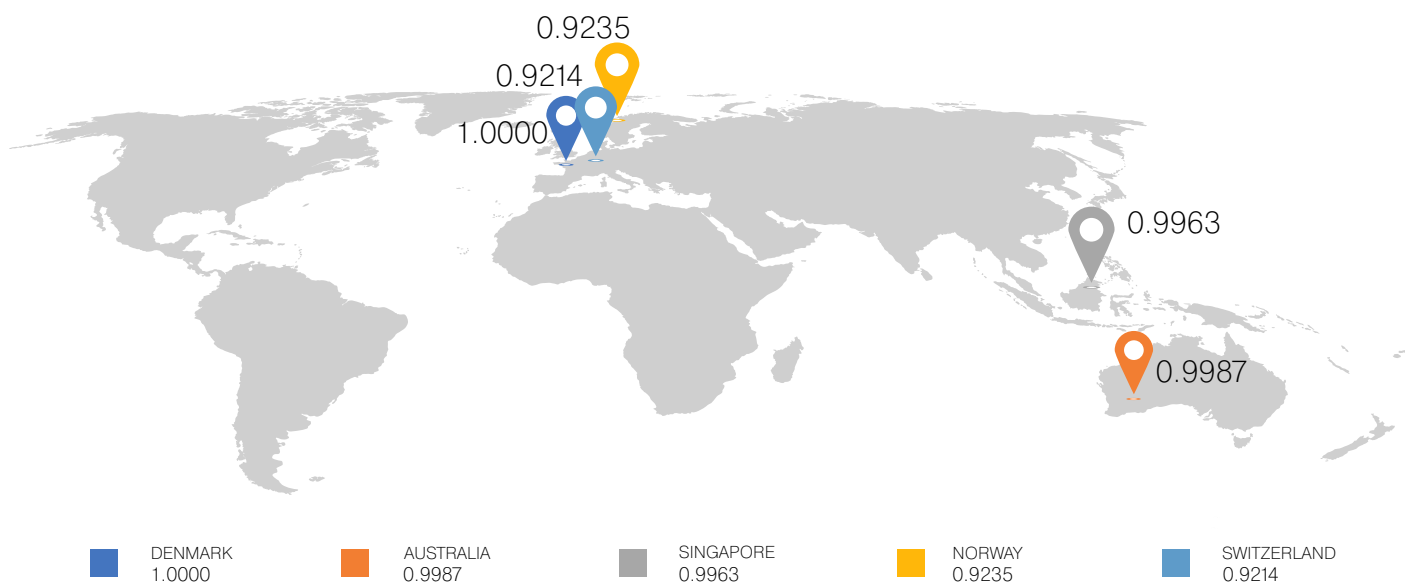 0.9235
0.9214
1.0000
0.9963
0.9987
DENMARK
1.0000
AUSTRALIA
0.9987
SINGAPORE
0.9963
NORWAY
0.9235
SWITZERLAND
0.9214